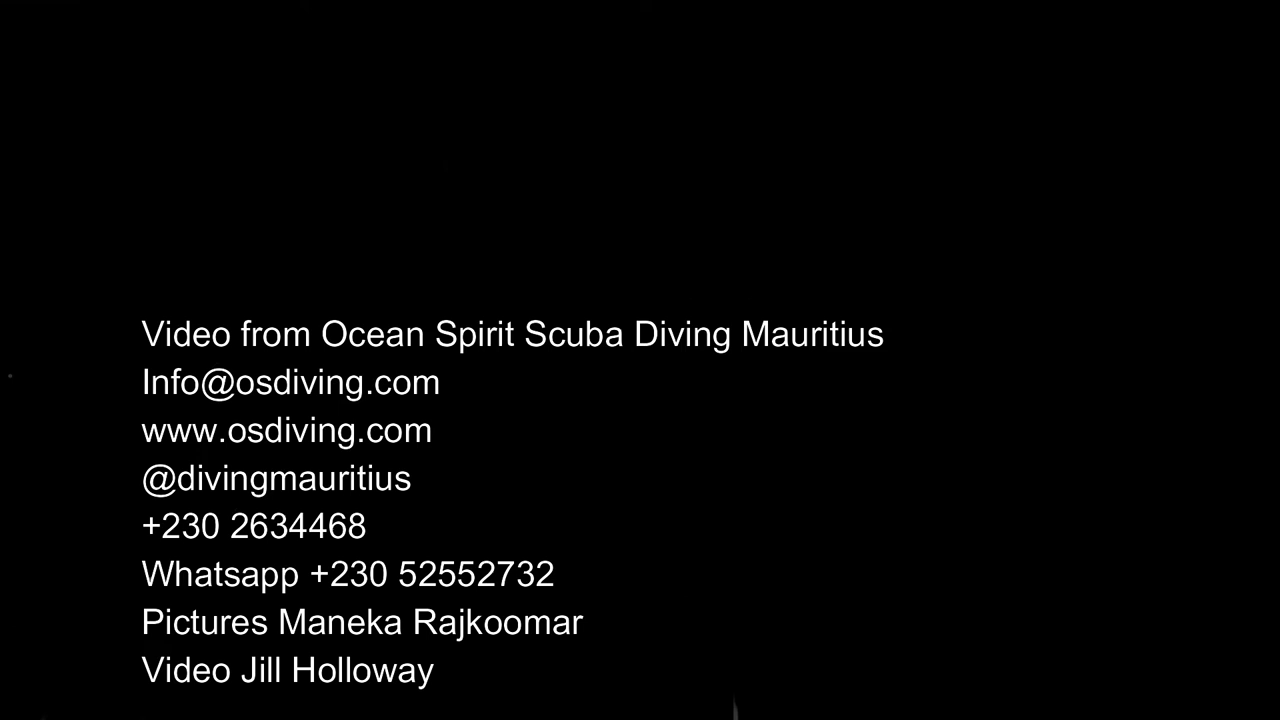 Video from Ocean Spirit Scuba Diving Mauritius
Info@osdiving.com
www.osdiving.com
@divingmauritius
+230 2634468
Whatsapp +230 52552732
Pictures Maneka Rajkoomar
Video Jill Holloway